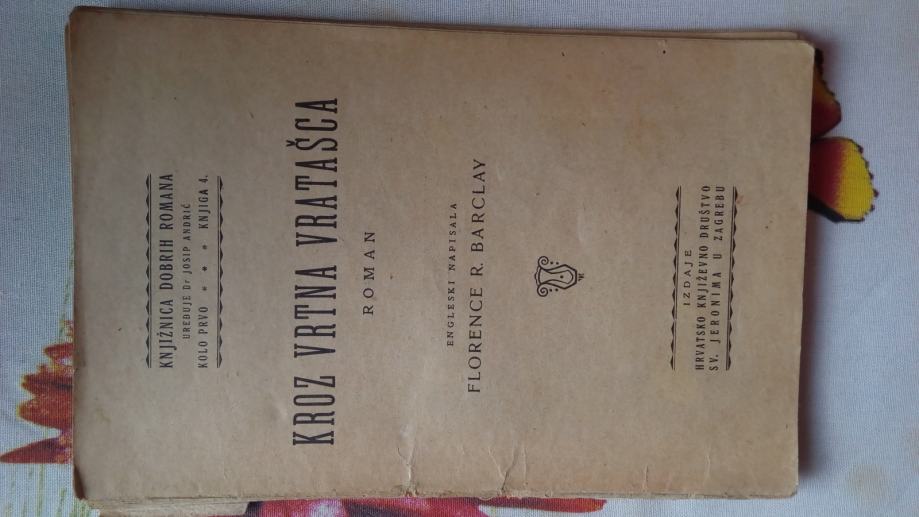 KNJIŽNICA DOBRIH ROMANA
UREĐUJE Dr JOSIP ANDRIĆ
KOLO PRVO * * * KNJIGA 4.
KROZ VRTNA VRATAŠCA
ROMAN
ENGLESKI NAPISALA
FLORENCE R. BARCLAY
IZDAJE
HRVATSKO KNJIŽEVNO DRUŠTVO
SV. JERONIMA U ZAGREBU